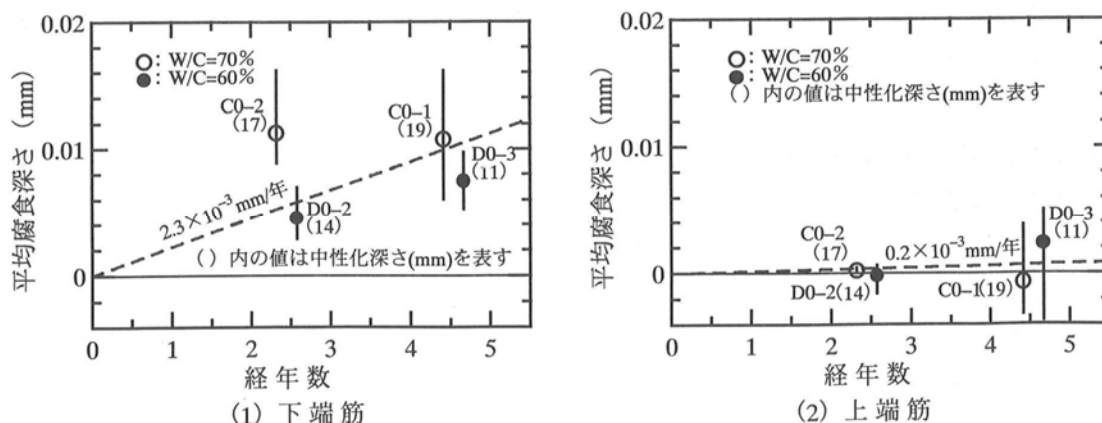 0.02
0.01
0
平均腐食深さ (mm)
○: W/C=70%
●: W/C=60%
C0–2
(17)
C0–1
(19)
D0–3
(11)
D0–2
(14)
2.3×10⁻³ mm/年
( ) 内の値は中性化深さ(mm)を表す
0 1 2 3 4 5
経年数
(1) 下端筋
0.02
0.01
0
平均腐食深さ (mm)
○: W/C=70%
●: W/C=60%
( ) 内の値は中性化深さ(mm)を表す
C0–2
(17)
D0–3
(11)
0.2×10⁻³mm/年
D0–2(14)
C0–1(19)
0 1 2 3 4 5
経年数
(2) 上端筋